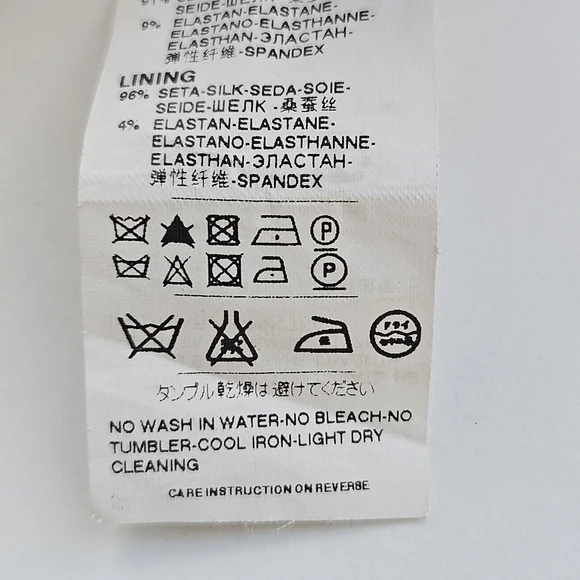 SEIDE-ШЕЛК
9% ELASTAN-ELASTANE-
ELASTANO-ELASTHANNE-
ELASTHAN-ЭЛАСТАН-
弹性纤维-SPANDEX
LINING
96% SETA-SILK-SEDA-SOIE-
SEIDE-ШЕЛК -桑蚕丝
4% ELASTAN-ELASTANE-
ELASTANO-ELASTHANNE-
ELASTHAN-ЭЛАСТАН-
弹性纤维-SPANDEX
P
P
ドライ
タンブル乾燥は避けてください
NO WASH IN WATER-NO BLEACH-NO
TUMBLER-COOL IRON-LIGHT DRY
CLEANING
CARE INSTRUCTION ON REVERSE